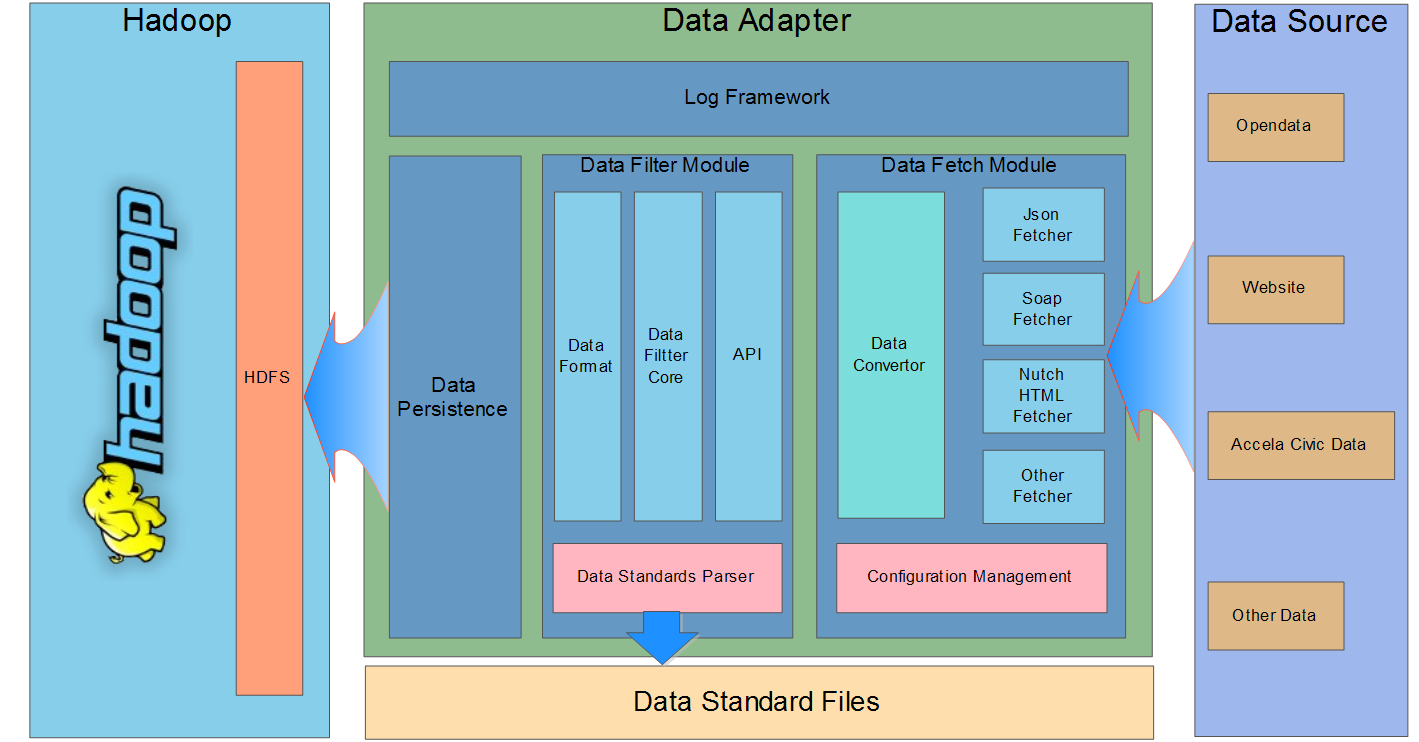 Hadoop
HDFS
hadoop
Data Adapter
Log Framework
Data
Persistence
Data Filter Module
Data
Format
Data
Filtter
Core
API
Data Standards Parser
Data Fetch Module
Data
Convertor
Json
Fetcher
Soap
Fetcher
Nutch
HTML
Fetcher
Other
Fetcher
Configuration Management
Data Standard Files
Data Source
Opendata
Website
Accela Civic Data
Other Data